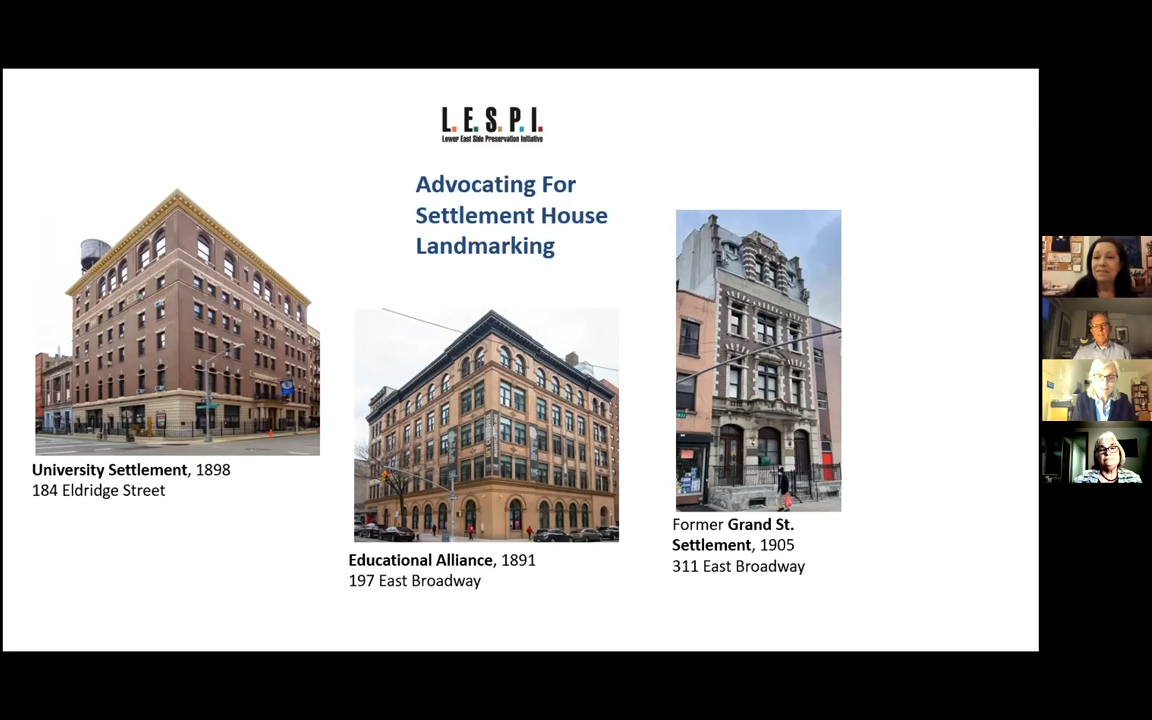 L.E.S.P.I.
Lower East Side Preservation Initiative
Advocating For
Settlement House
Landmarking
University Settlement, 1898
184 Eldridge Street
Educational Alliance, 1891
197 East Broadway
Former Grand St.
Settlement, 1905
311 East Broadway